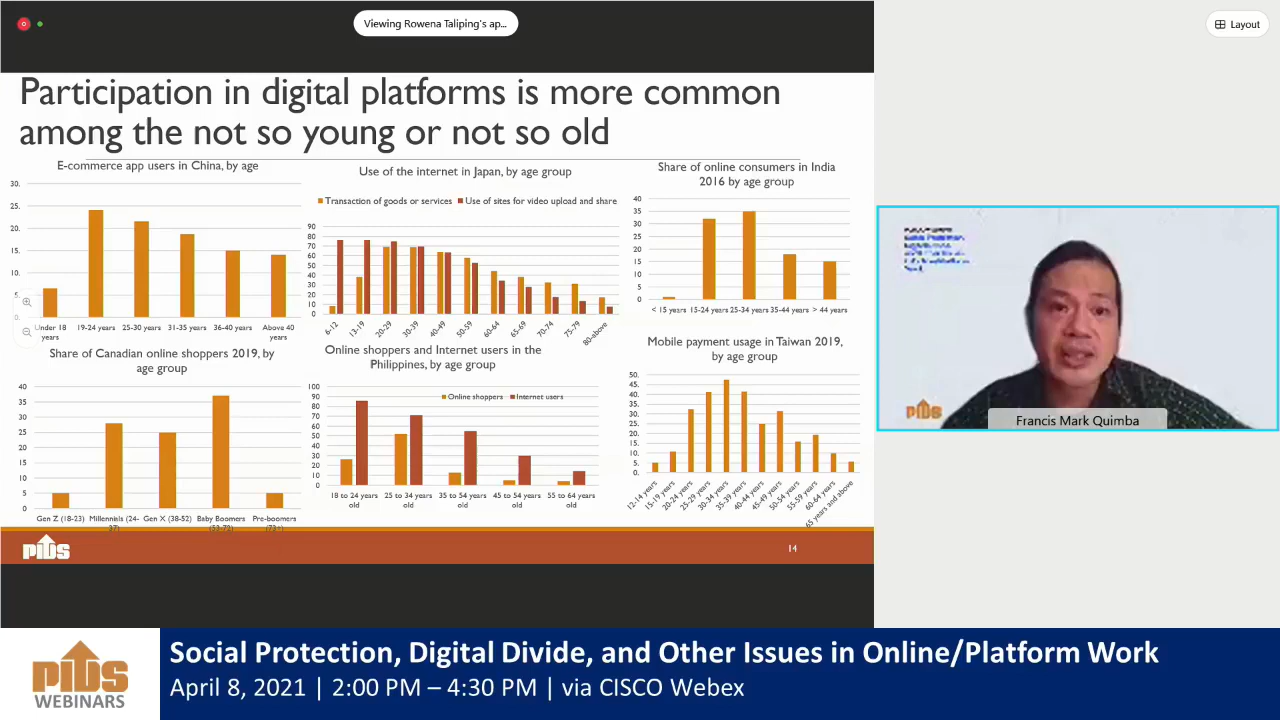 Viewing Rowena Taliping's ap...
Layout
Participation in digital platforms is more common
among the not so young or not so old
E-commerce app users in China, by age
30.
25.
20.
15.
10.
5.
0.
Under 18 years
19-24 years
25-30 years
31-35 years
36-40 years
Above 40 years
Use of the internet in Japan, by age group
Transaction of goods or services
Use of sites for video upload and share
90
80
70
60
50
40
30
20
10
0
6-12
13-19
20-29
30-39
40-49
50-59
60-64
65-69
70-74
75-79
80-above
Share of online consumers in India
2016 by age group
40
35
30
25
20
15
10
5
0
< 15 years
15-24 years
25-34 years
35-44 years
> 44 years
Share of Canadian online shoppers 2019, by
age group
40
35
30
25
20
15
10
5
0
Gen Z (18-23)
Millennials (24-37)
Gen X (38-52)
Baby Boomers (53-72)
Pre-boomers (73+)
Online shoppers and Internet users in the
Philippines, by age group
Online shoppers
Internet users
100
90
80
70
60
50
40
30
20
10
0
18 to 24 years old
25 to 34 years old
35 to 54 years old
45 to 54 years old
55 to 64 years old
Mobile payment usage in Taiwan 2019,
by age group
50.
45.
40.
35.
30.
25.
20.
15.
10.
5.
0.
12-14 years
15-19 years
20-24 years
25-29 years
30-34 years
35-39 years
40-44 years
45-49 years
50-54 years
55-59 years
60-64 years
65 years and above
PIDS
14
PIDS
Francis Mark Quimba
PIDS
WEBINARS
Social Protection, Digital Divide, and Other Issues in Online/Platform Work
April 8, 2021 | 2:00 PM – 4:30 PM | via CISCO Webex